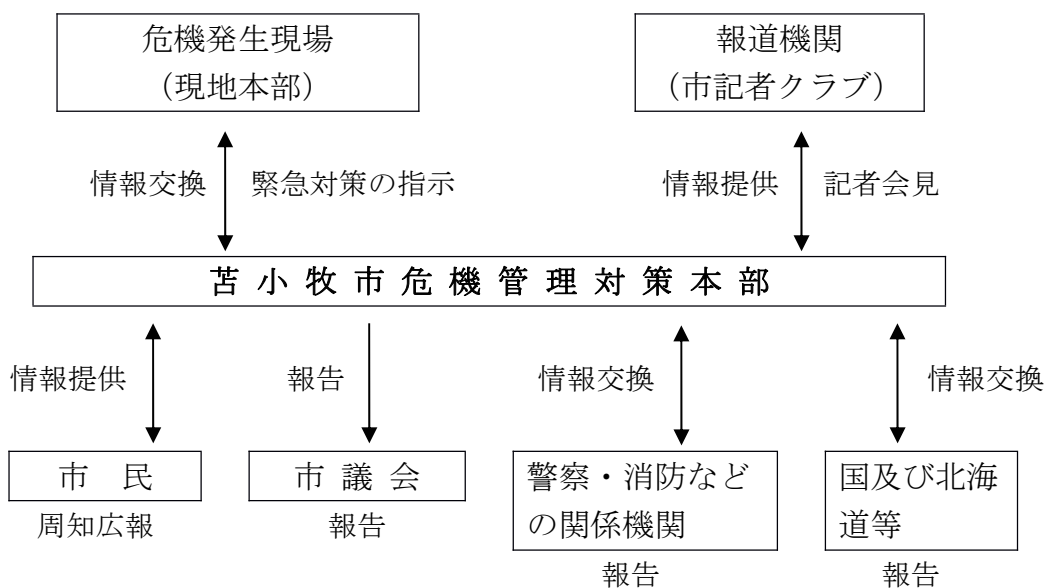 危機発生現場
(現地本部)
報道機関
(市記者クラブ)
情報交換
緊急対策の指示
情報提供
記者会見
苫小牧市危機管理対策本部
情報提供
報告
情報交換
情報交換
市 民
市 議 会
警察・消防など
の関係機関
国及び北海
道等
周知広報
報告
報告
報告